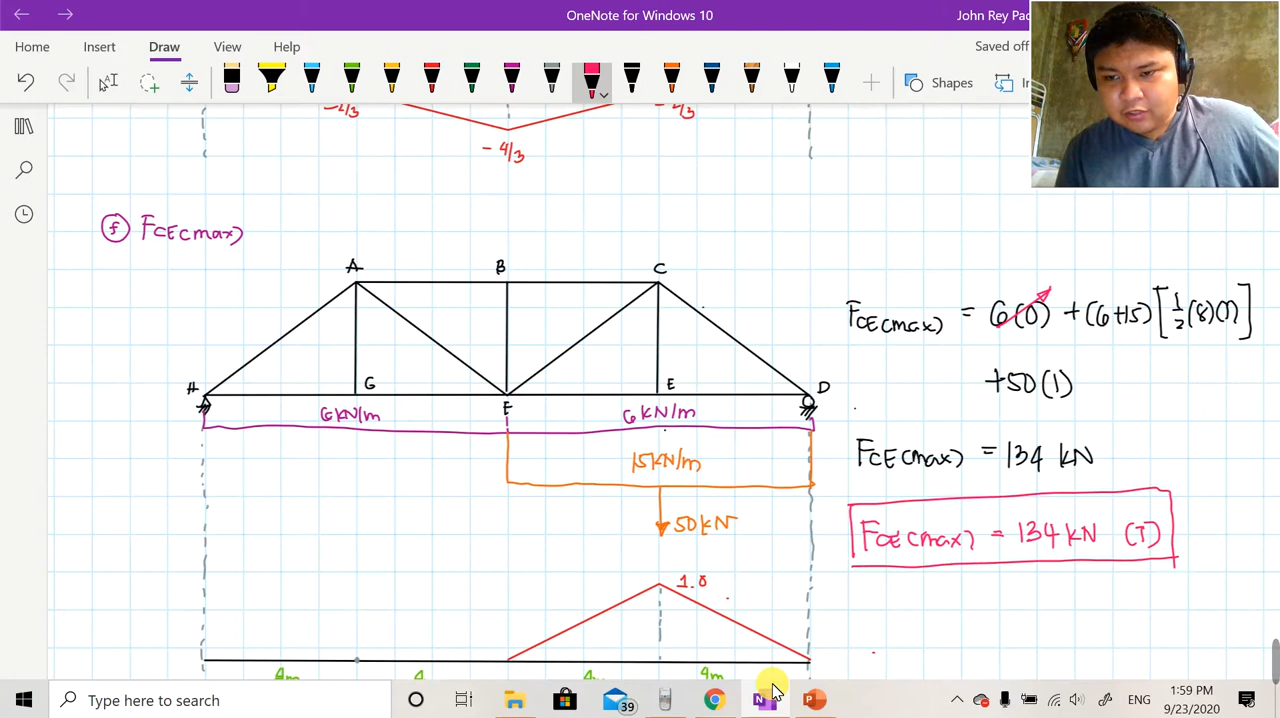 OneNote for Windows 10
John Rey Pac
Home Insert Draw View Help
Saved off
Shapes
In
-2/3
-2/3
-4/3
f FCE(max)
A B C
H G F E D
6kN/m 6kN/m
15kN/m
50kN
1.0
4m
FCE(max) = 6(0) + (6+15)[1/2(8)(1)]
+50(1)
FCE(max) = 134 kN
FCE(max) = 134 kN (T)
Type here to search
39
ENG
1:59 PM
9/23/2020